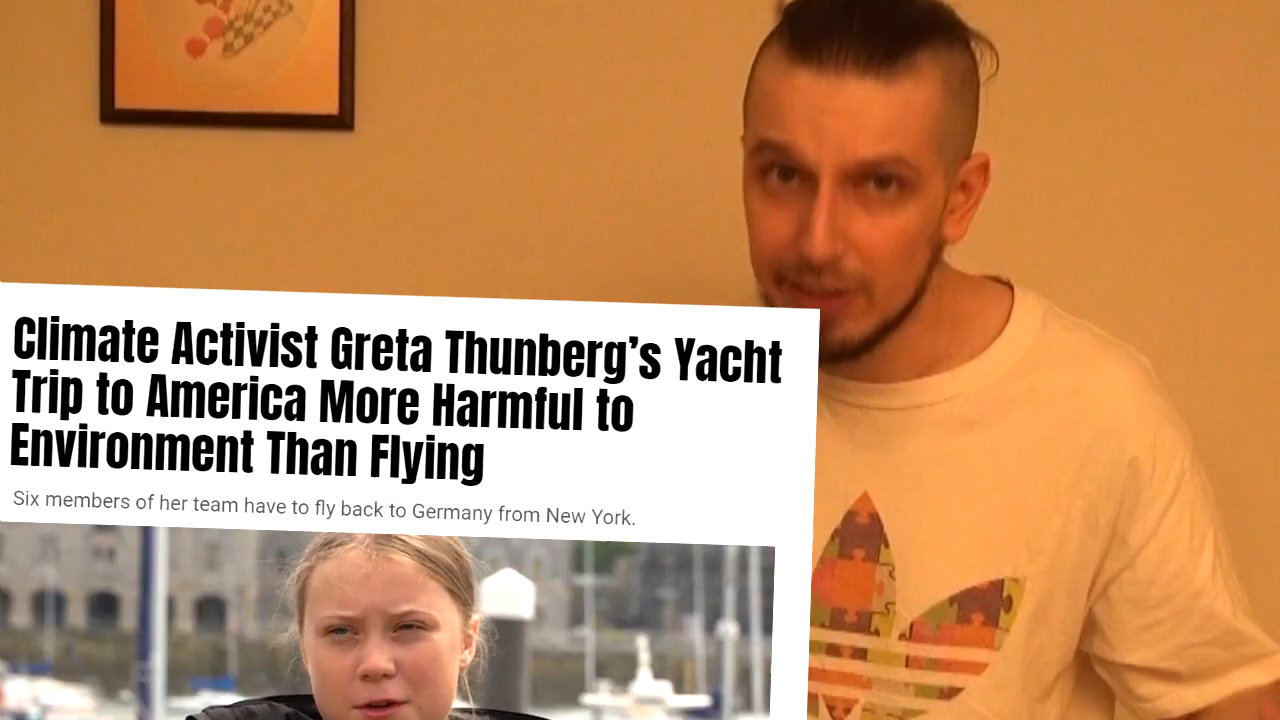 Climate Activist Greta Thunberg’s Yacht
Trip to America More Harmful to
Environment Than Flying
Six members of her team have to fly back to Germany from New York.